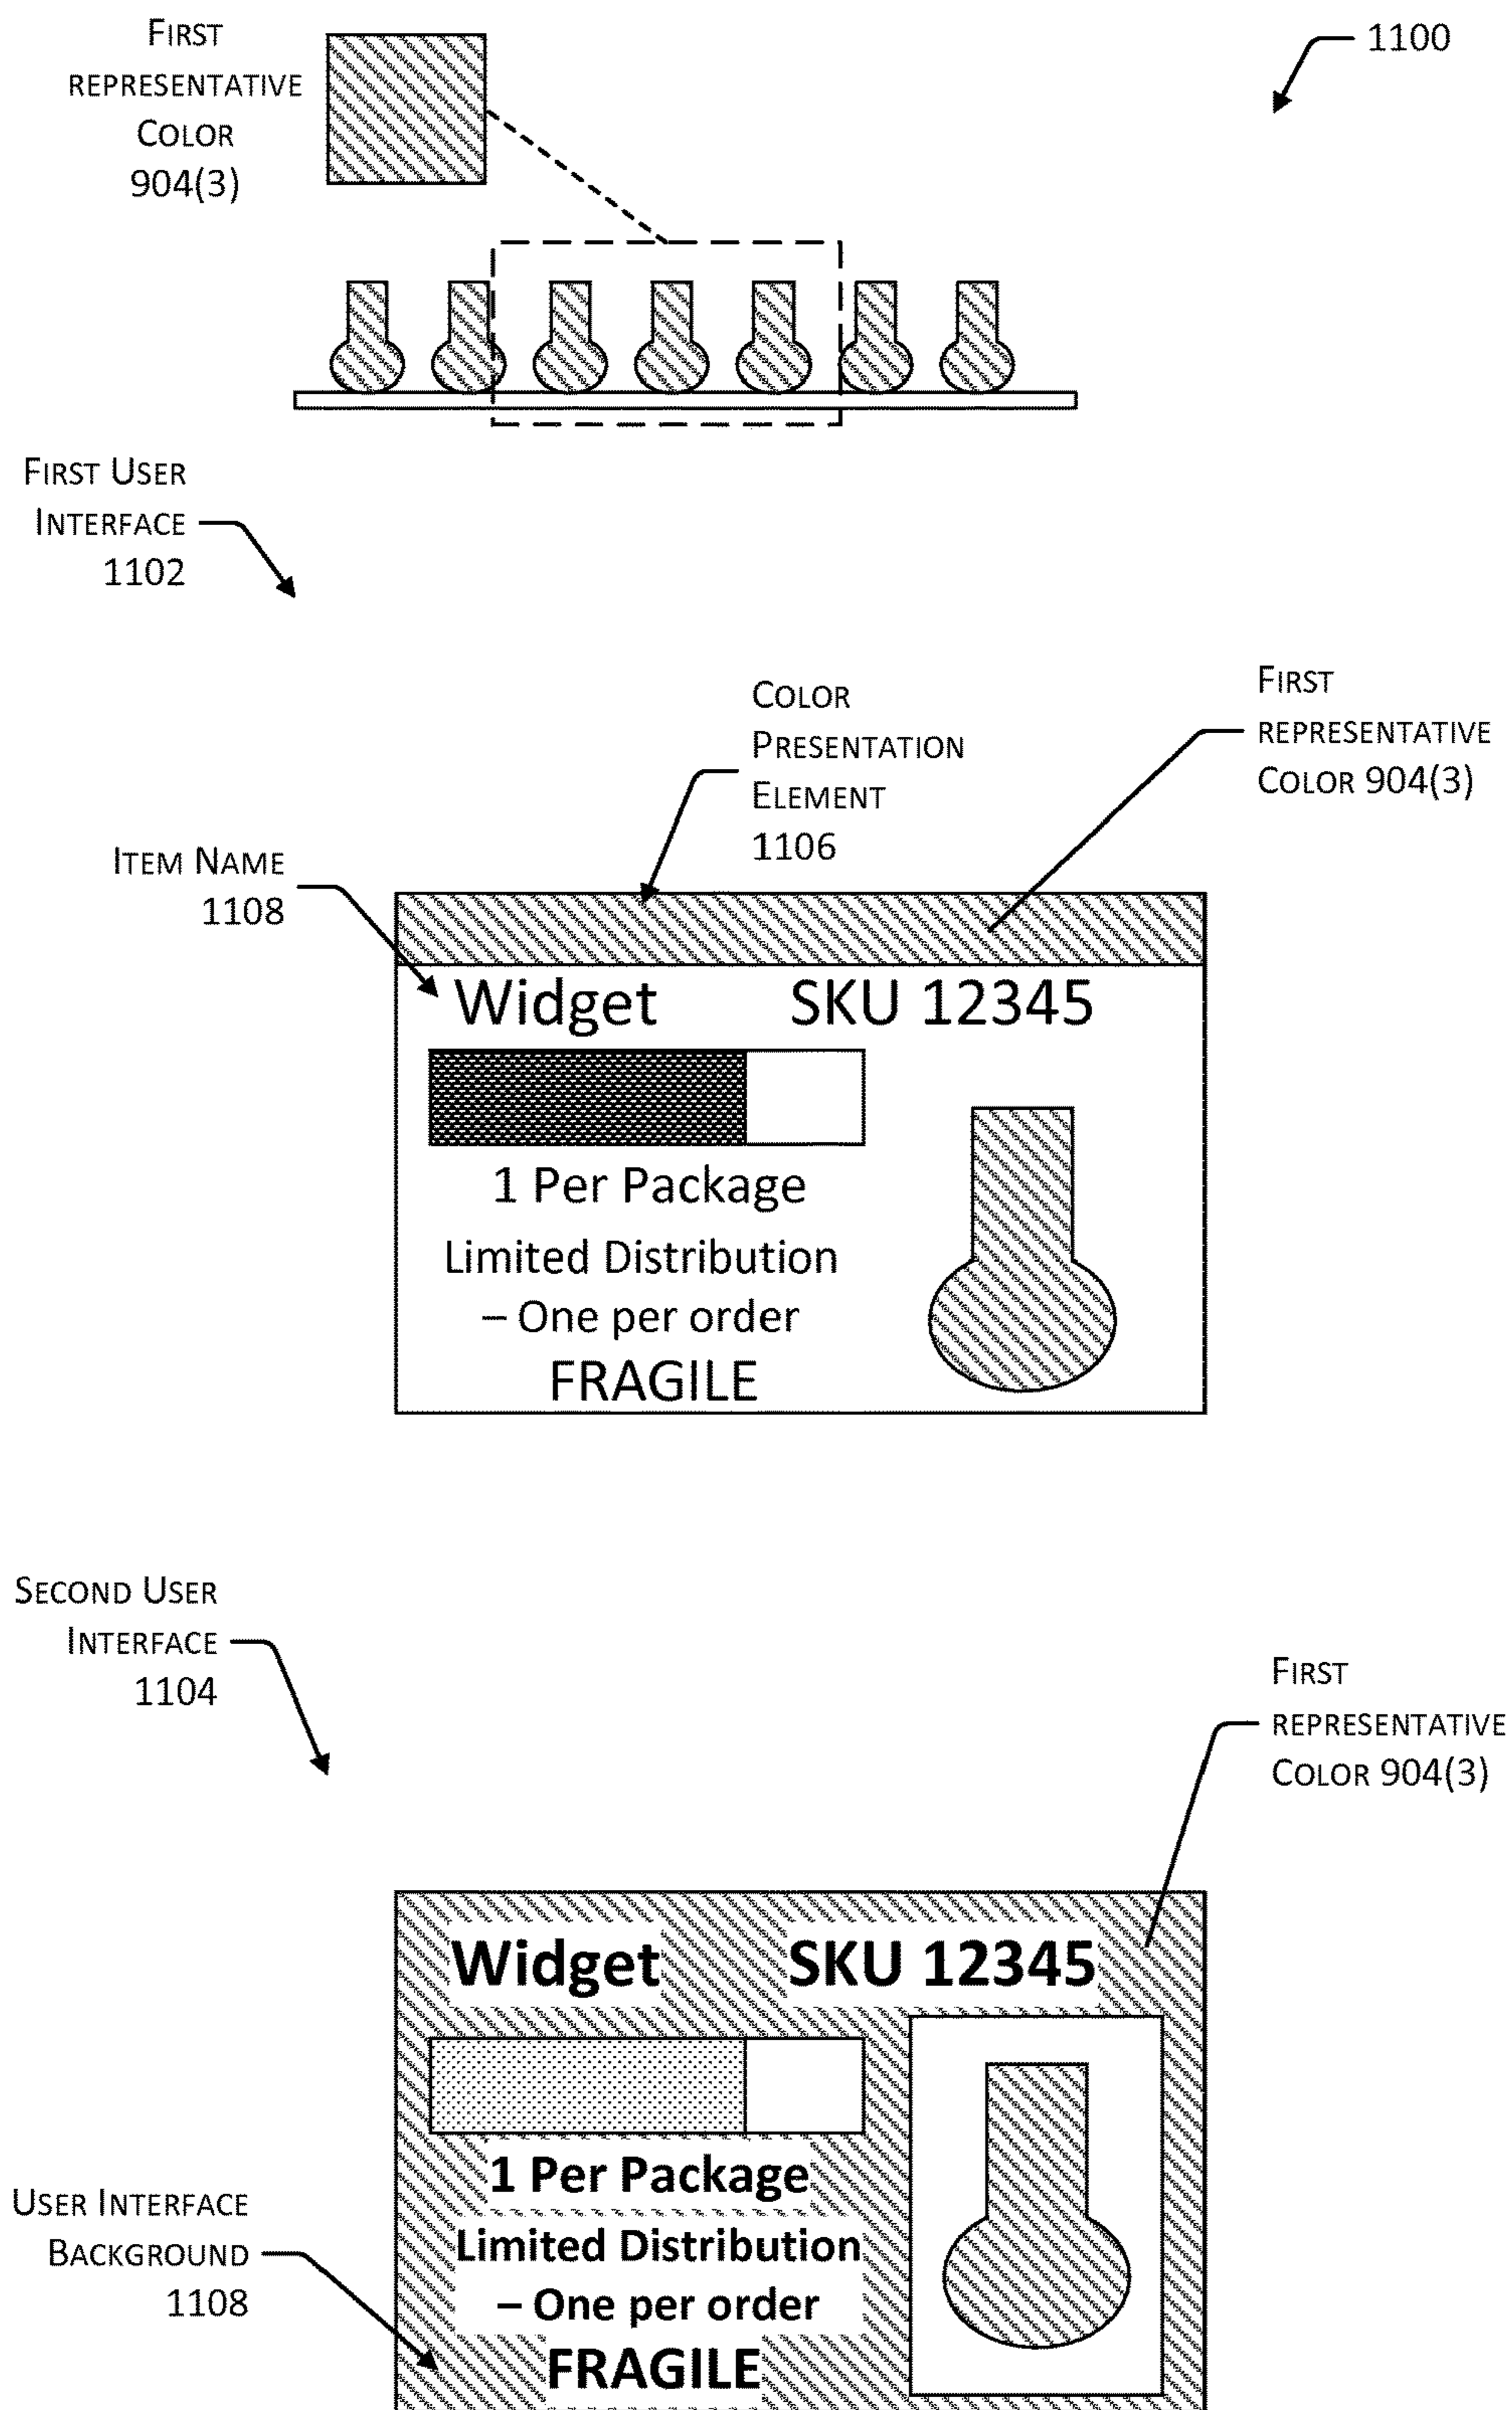 FIRST
REPRESENTATIVE
COLOR
904(3)
1100
FIRST USER
INTERFACE
1102
COLOR
PRESENTATION
ELEMENT
1106
FIRST
REPRESENTATIVE
COLOR 904(3)
ITEM NAME
1108
Widget SKU 12345
1 Per Package
Limited Distribution
– One per order
FRAGILE
SECOND USER
INTERFACE
1104
FIRST
REPRESENTATIVE
COLOR 904(3)
Widget SKU 12345
1 Per Package
Limited Distribution
– One per order
FRAGILE
USER INTERFACE
BACKGROUND
1108